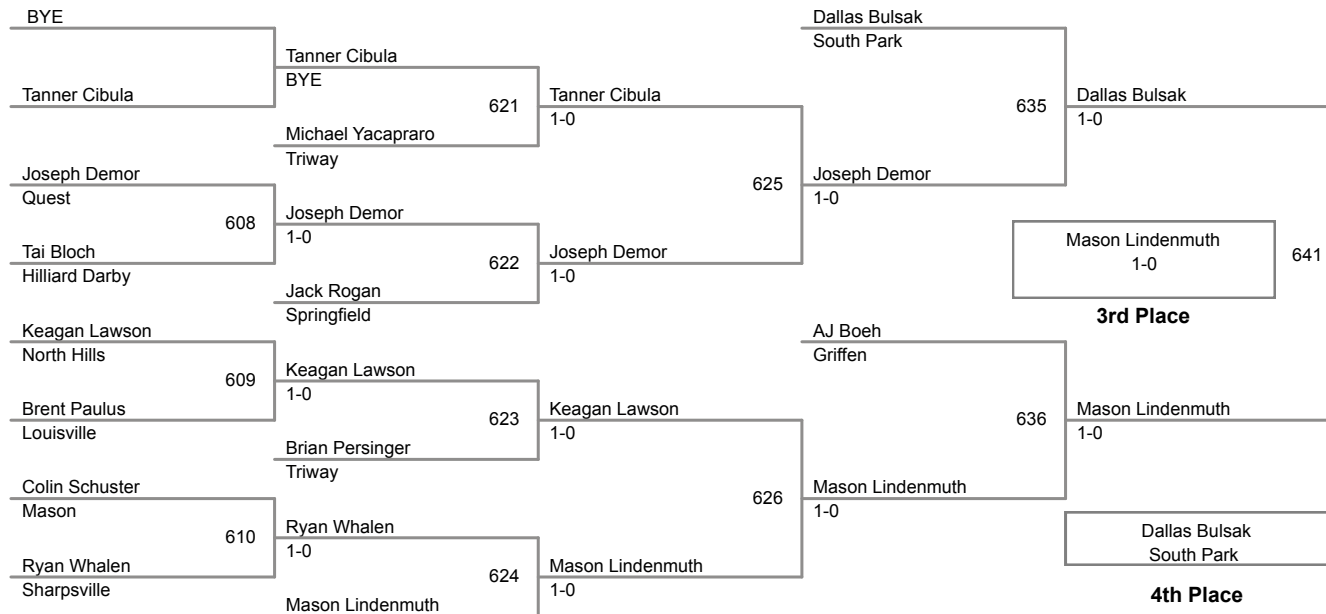 BYE
Tanner Cibula
Joseph Demor
Quest
608
Tai Bloch
Hilliard Darby
Keagan Lawson
North Hills
609
Brent Paulus
Louisville
Colin Schuster
Mason
610
Ryan Whalen
Sharpsville
Tanner Cibula
BYE
621
Michael Yacapraro
Triway
Joseph Demor
1-0
622
Jack Rogan
Springfield
Keagan Lawson
1-0
623
Brian Persinger
Triway
Ryan Whalen
1-0
624
Mason Lindenmuth
Tanner Cibula
1-0
625
Joseph Demor
1-0
Keagan Lawson
1-0
626
Mason Lindenmuth
1-0
Dallas Bulsak
South Park
635
Joseph Demor
1-0
AJ Boeh
Griffen
636
Mason Lindenmuth
1-0
Dallas Bulsak
1-0
Mason Lindenmuth
1-0
641
3rd Place
Mason Lindenmuth
1-0
Dallas Bulsak
South Park
4th Place